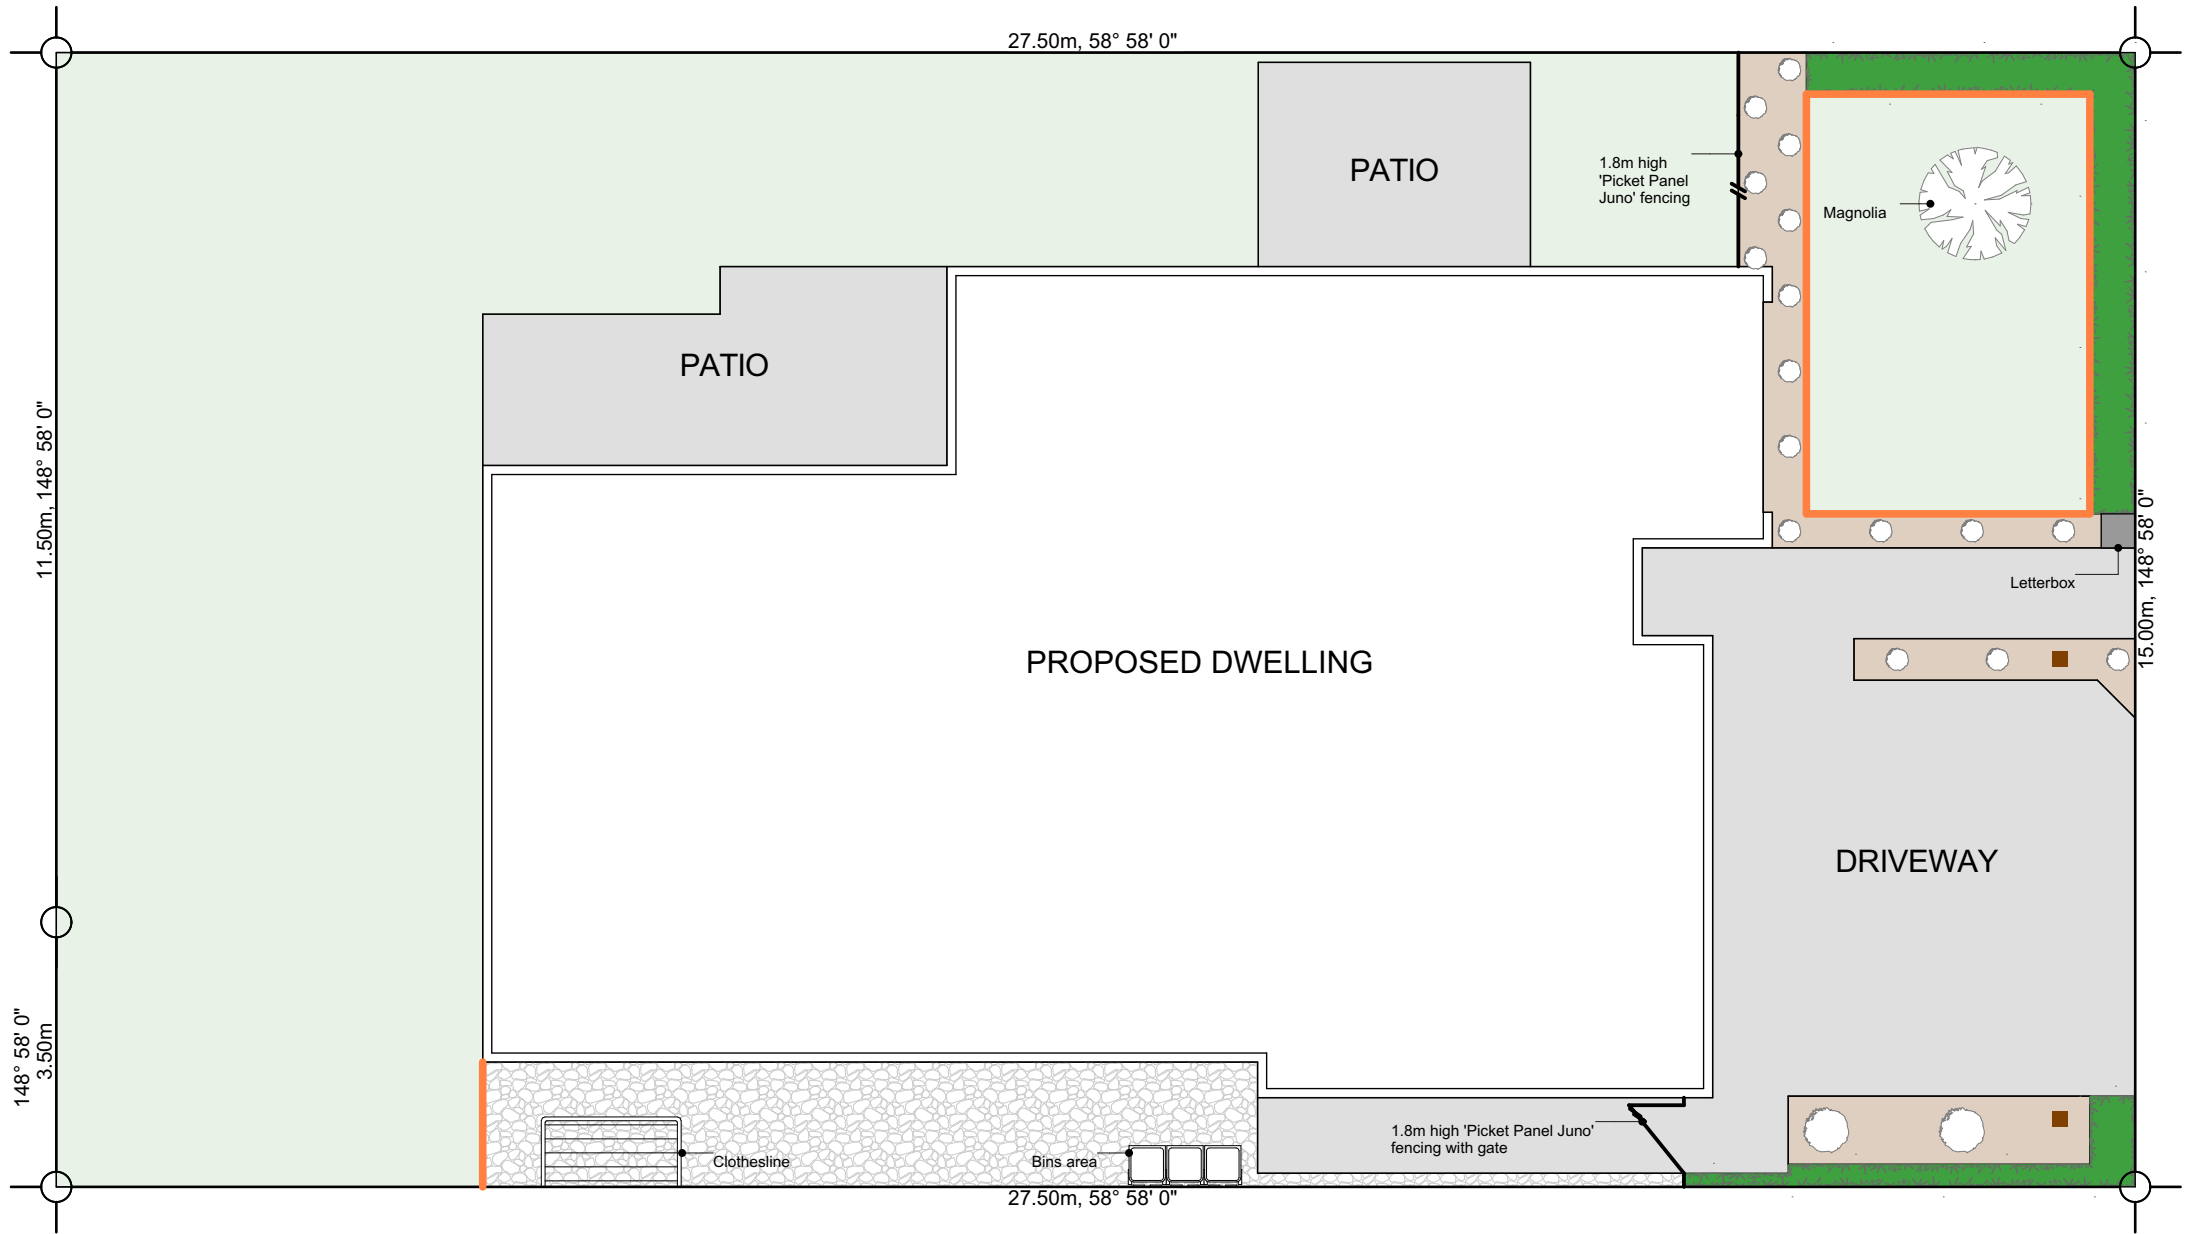 27.50m, 58° 58' 0"
PATIO
1.8m high
'Picket Panel
Juno' fencing
Magnolia
PATIO
11.50m, 148° 58' 0"
15.00m, 148° 58' 0"
Letterbox
PROPOSED DWELLING
DRIVEWAY
148° 58' 0"
3.50m
1.8m high 'Picket Panel Juno'
fencing with gate
Clothesline
Bins area
27.50m, 58° 58' 0"